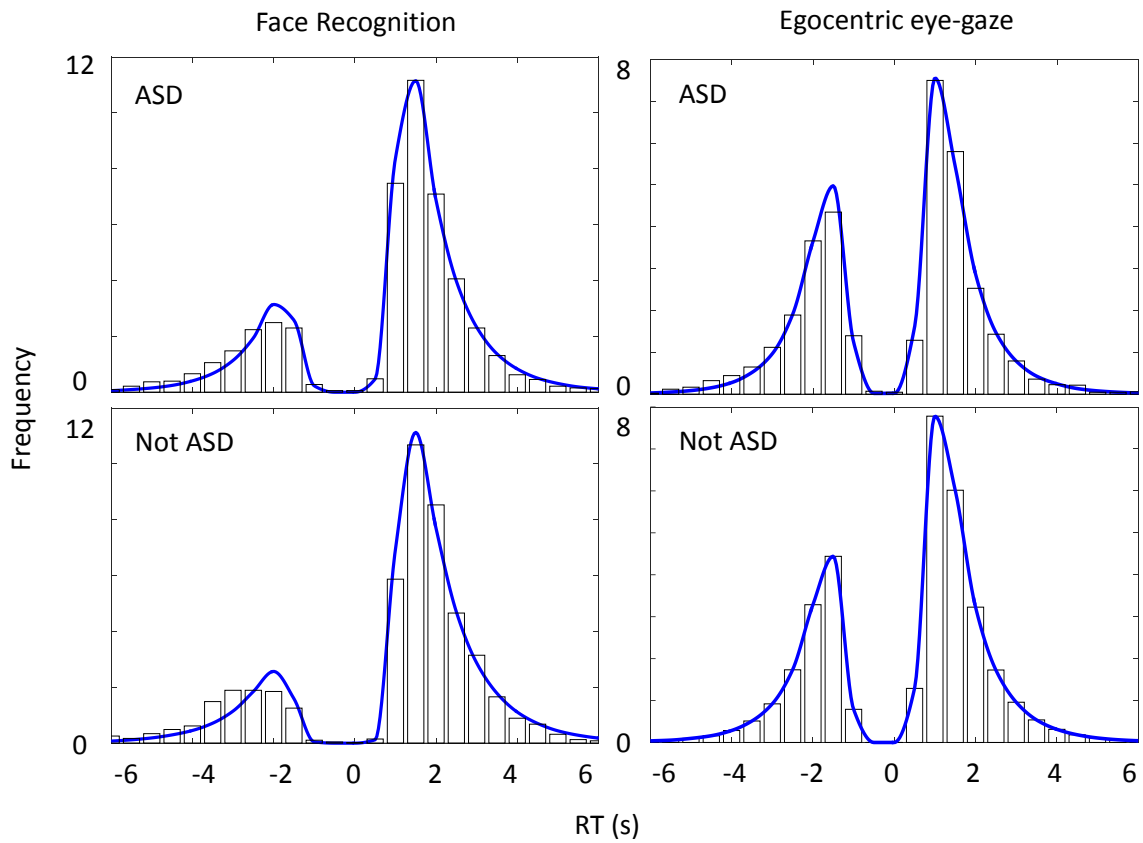 Face Recognition
Egocentric eye-gaze
12
ASD
0
8
ASD
0
Frequency
12
Not ASD
0
8
Not ASD
0
-6 -4 -2 0 2 4 6
-6 -4 -2 0 2 4 6
RT (s)